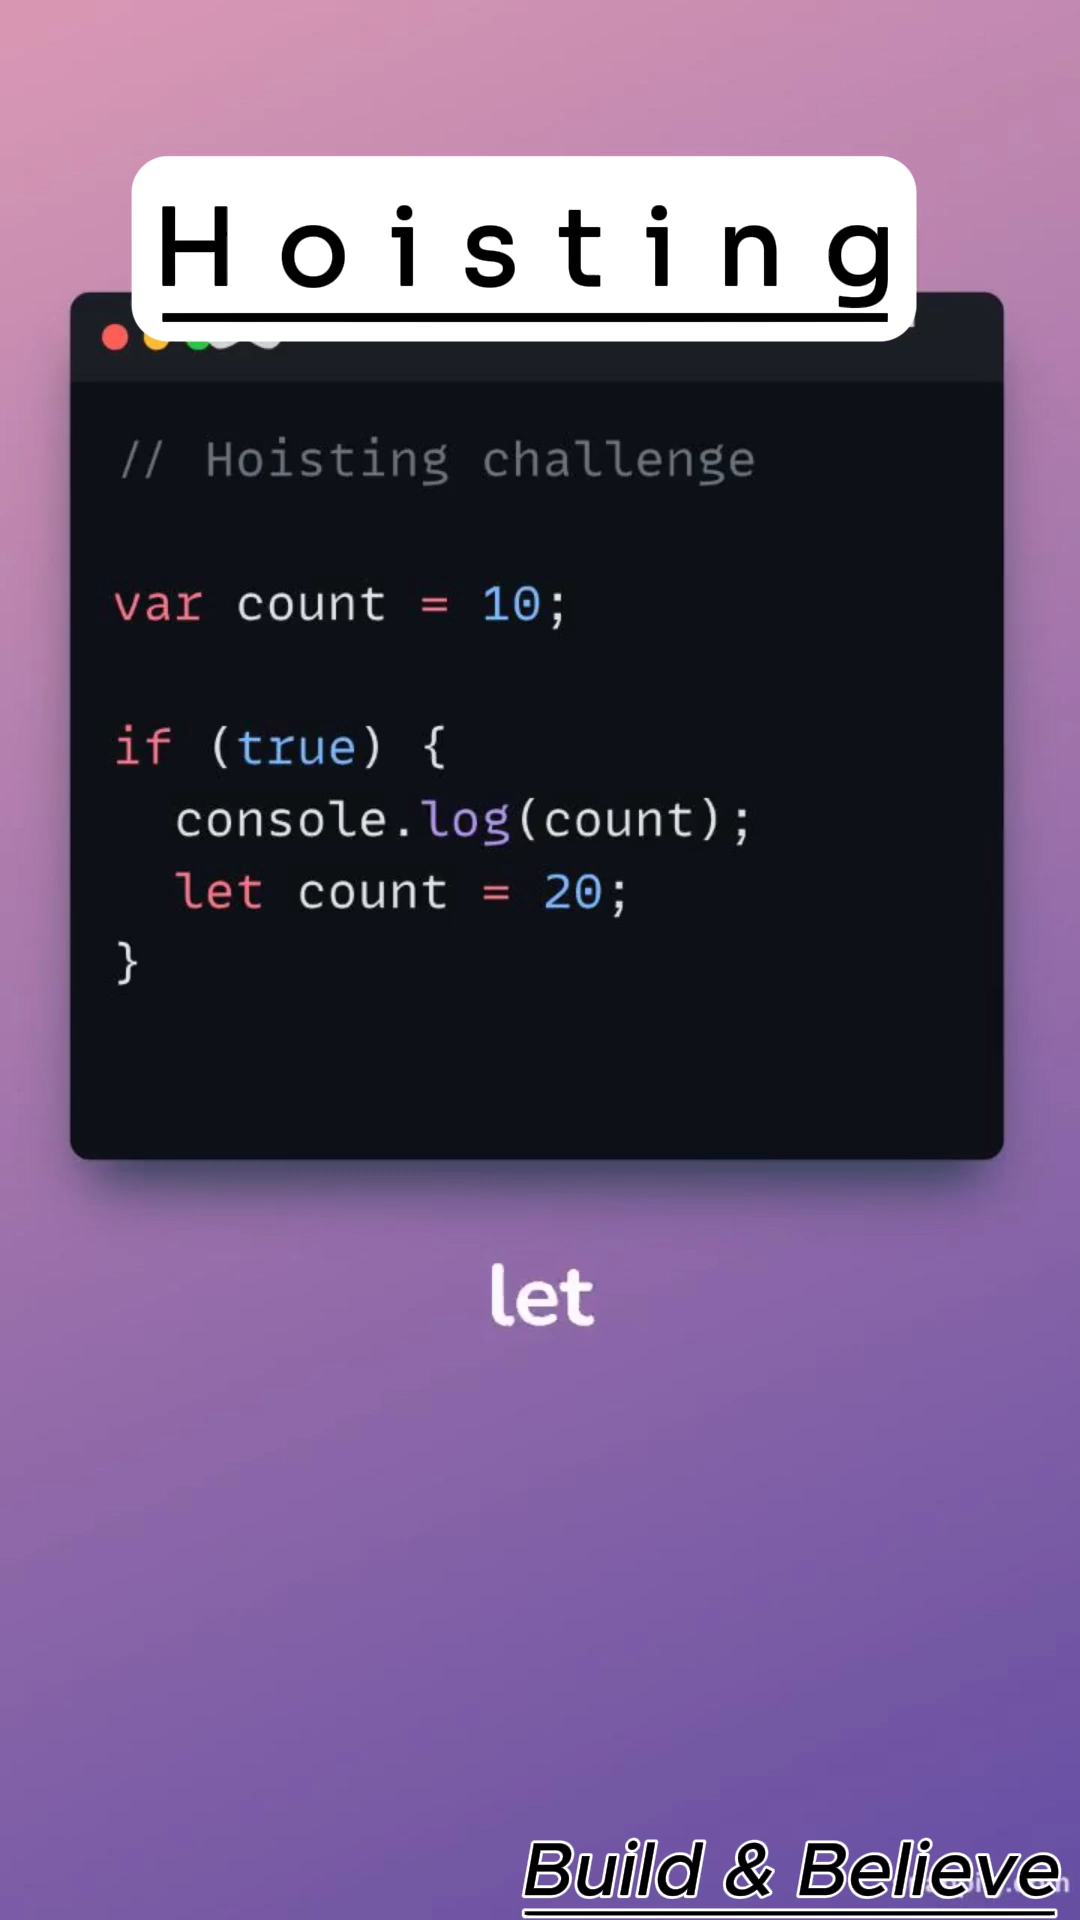 Hoisting
// Hoisting challenge
var count = 10;
if (true) {
console.log(count);
let count = 20;
}
let
Build & Believe